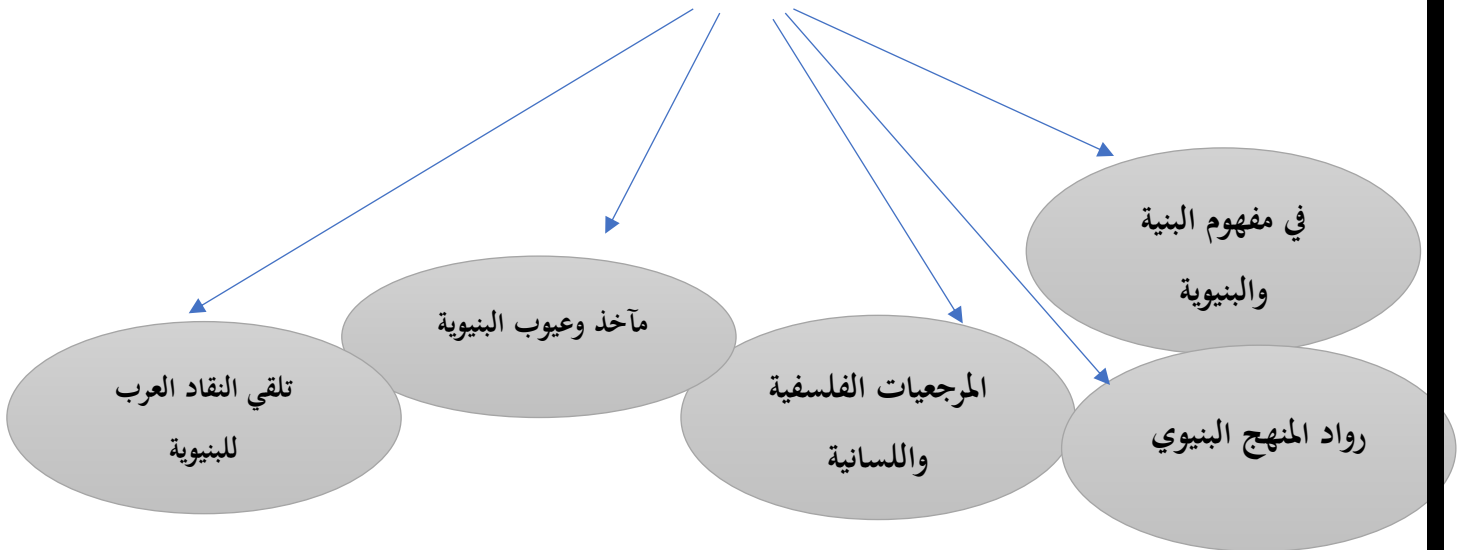 في مفهوم البنية
والبنيوية
رواد المنهج البنيوي
المرجعيات الفلسفية
واللسانية
مآخذ وعيوب البنيوية
تلقي النقاد العرب
للبنيوية